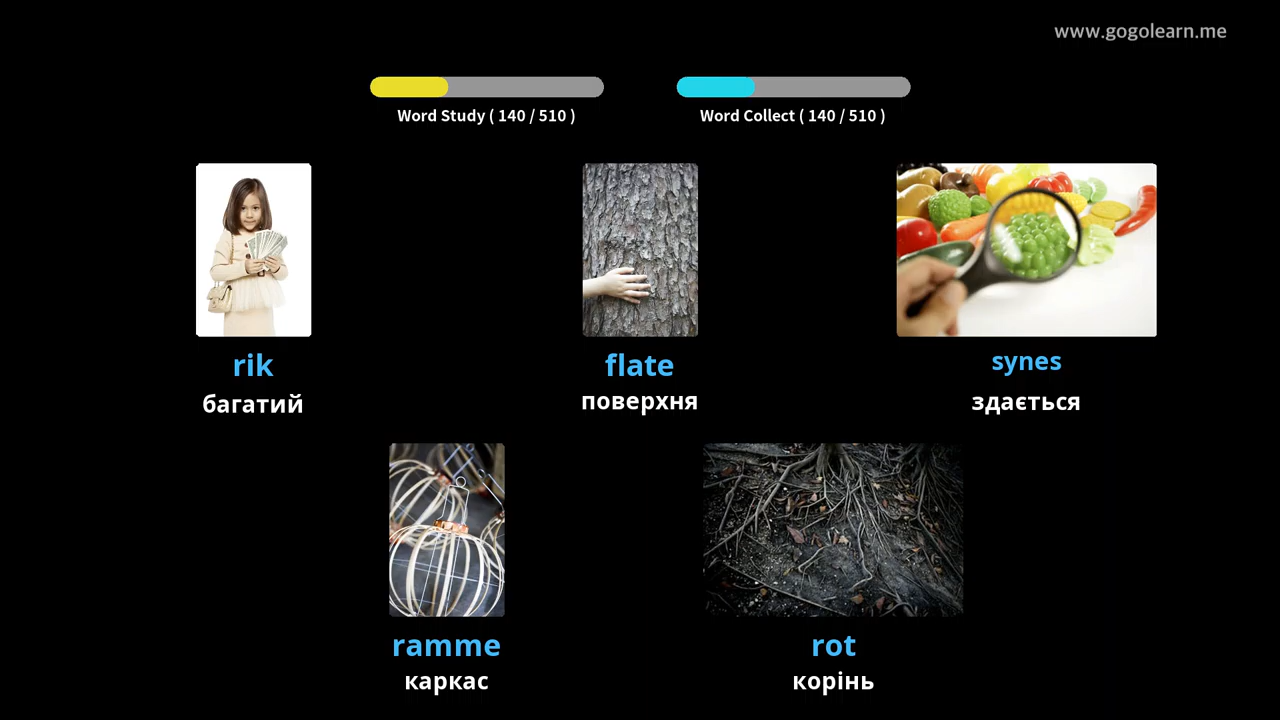 www.gogolearn.me
Word Study ( 140 / 510 )
Word Collect ( 140 / 510 )
rik
багатий
flate
поверхня
synes
здається
ramme
каркас
rot
корінь